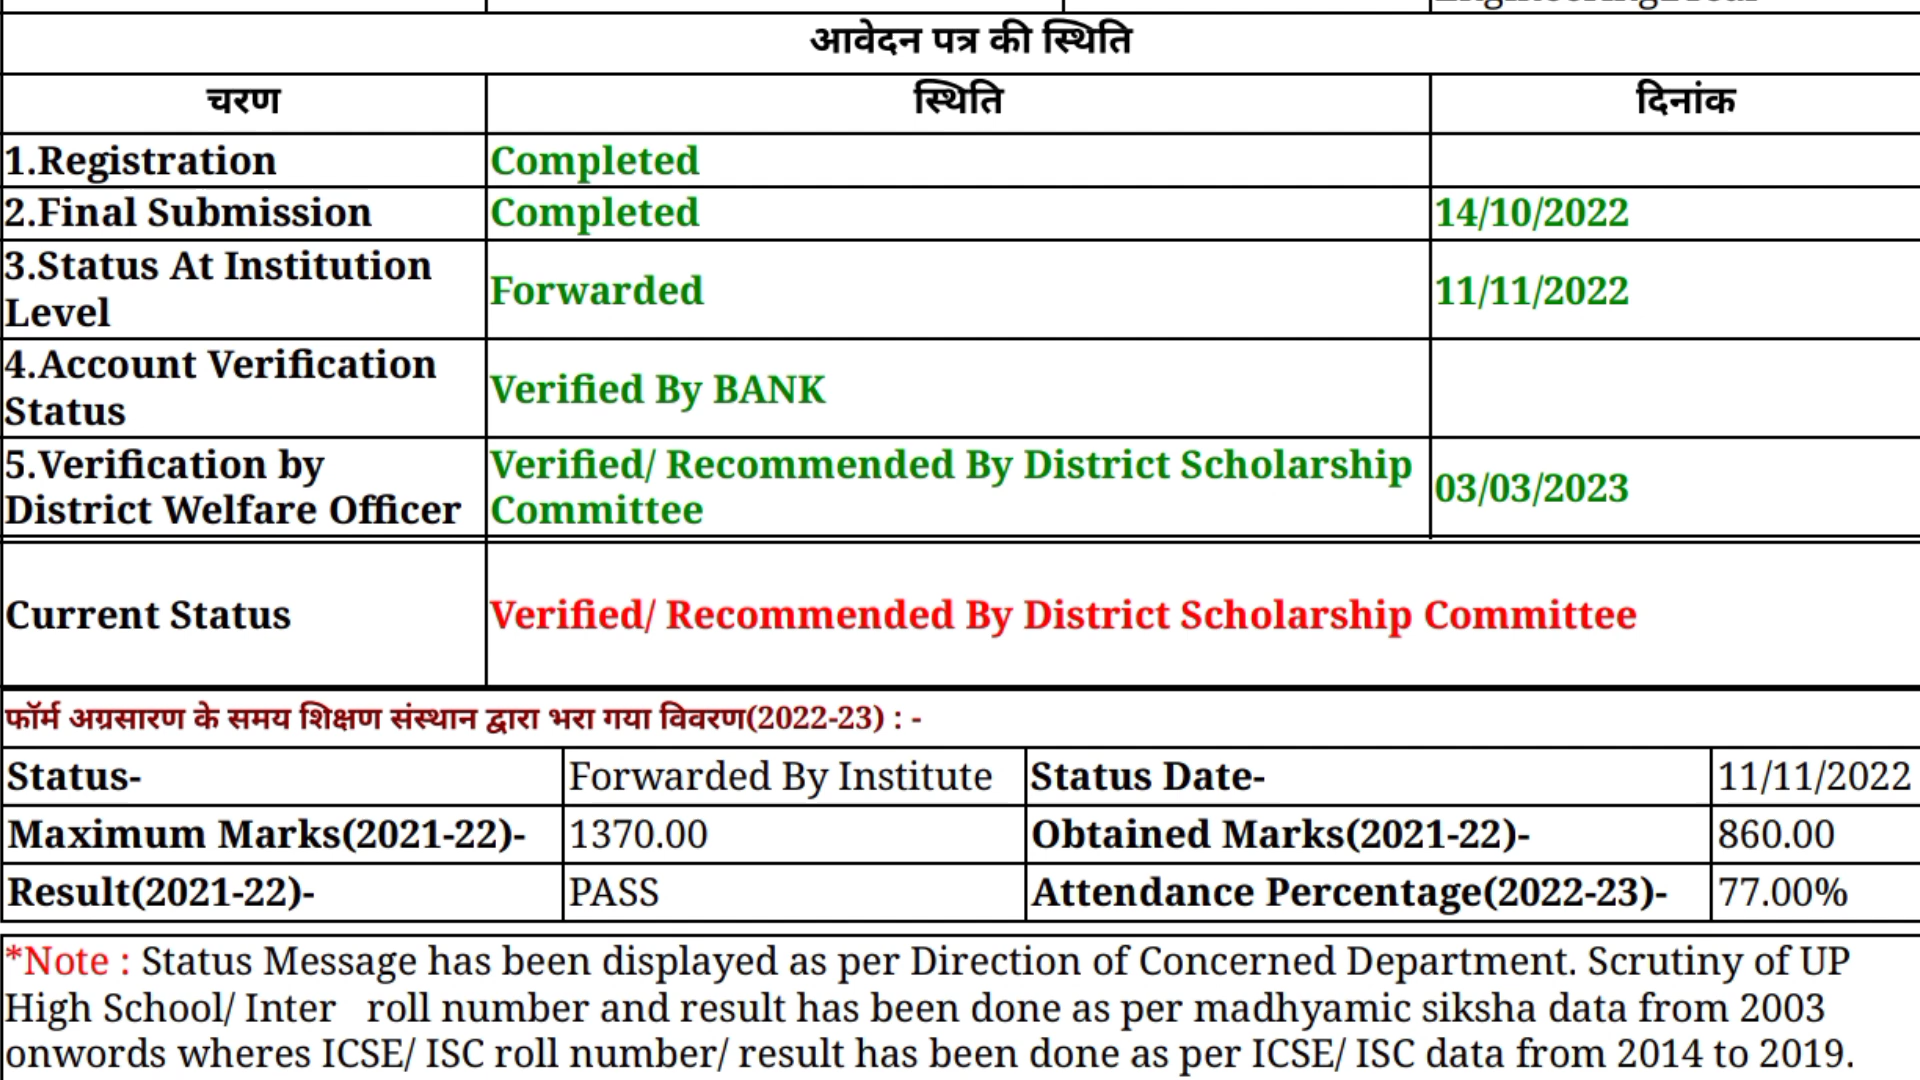 आवेदन पत्र की स्थिति
चरण स्थिति दिनांक
1.Registration Completed
2.Final Submission Completed 14/10/2022
3.Status At Institution
Level
Forwarded 11/11/2022
4.Account Verification
Status
Verified By BANK
5.Verification by
District Welfare Officer
Verified/ Recommended By District Scholarship
Committee
03/03/2023
Current Status Verified/ Recommended By District Scholarship Committee
फॉर्म अग्रसारण के समय शिक्षण संस्थान द्वारा भरा गया विवरण(2022-23) : -
Status- Forwarded By Institute Status Date- 11/11/2022
Maximum Marks(2021-22)- 1370.00 Obtained Marks(2021-22)- 860.00
Result(2021-22)- PASS Attendance Percentage(2022-23)- 77.00%
*Note : Status Message has been displayed as per Direction of Concerned Department. Scrutiny of UP
High School/ Inter roll number and result has been done as per madhyamic siksha data from 2003
onwords wheres ICSE/ ISC roll number/ result has been done as per ICSE/ ISC data from 2014 to 2019.